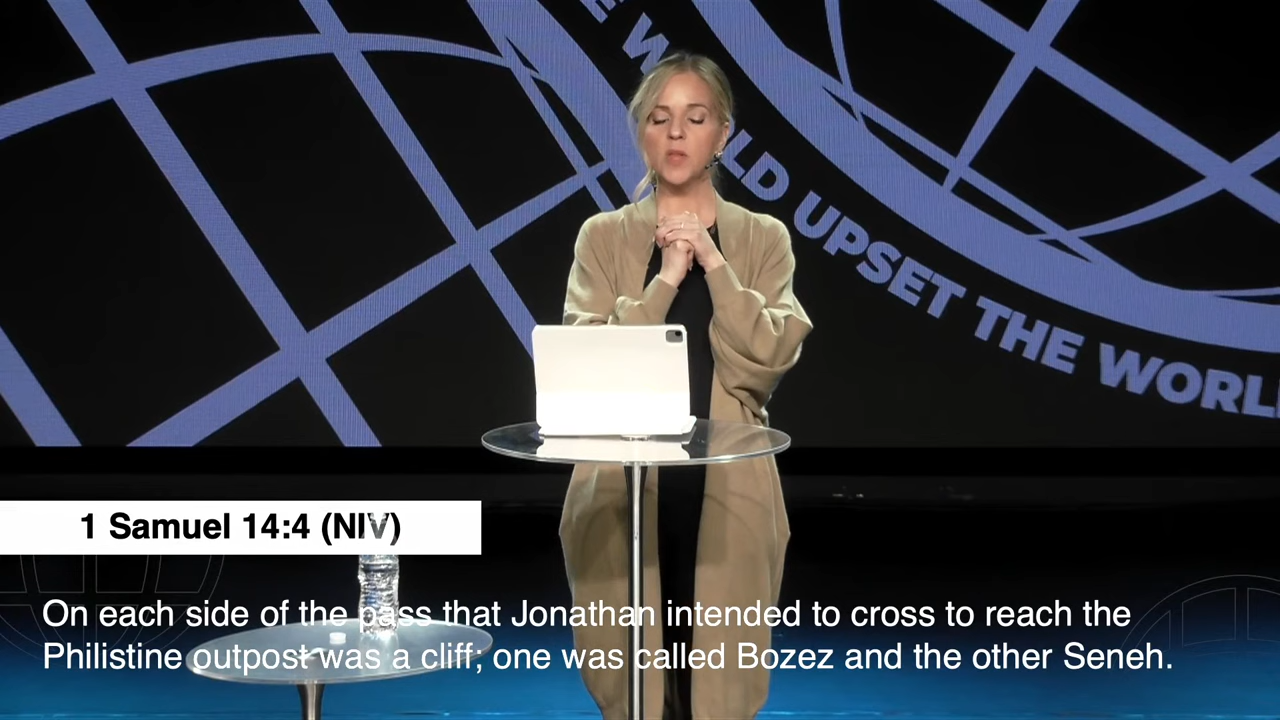 WORLD UPSET THE WORL
1 Samuel 14:4 (NIV)
On each side of the pass that Jonathan intended to cross to reach the
Philistine outpost was a cliff; one was called Bozez and the other Seneh.